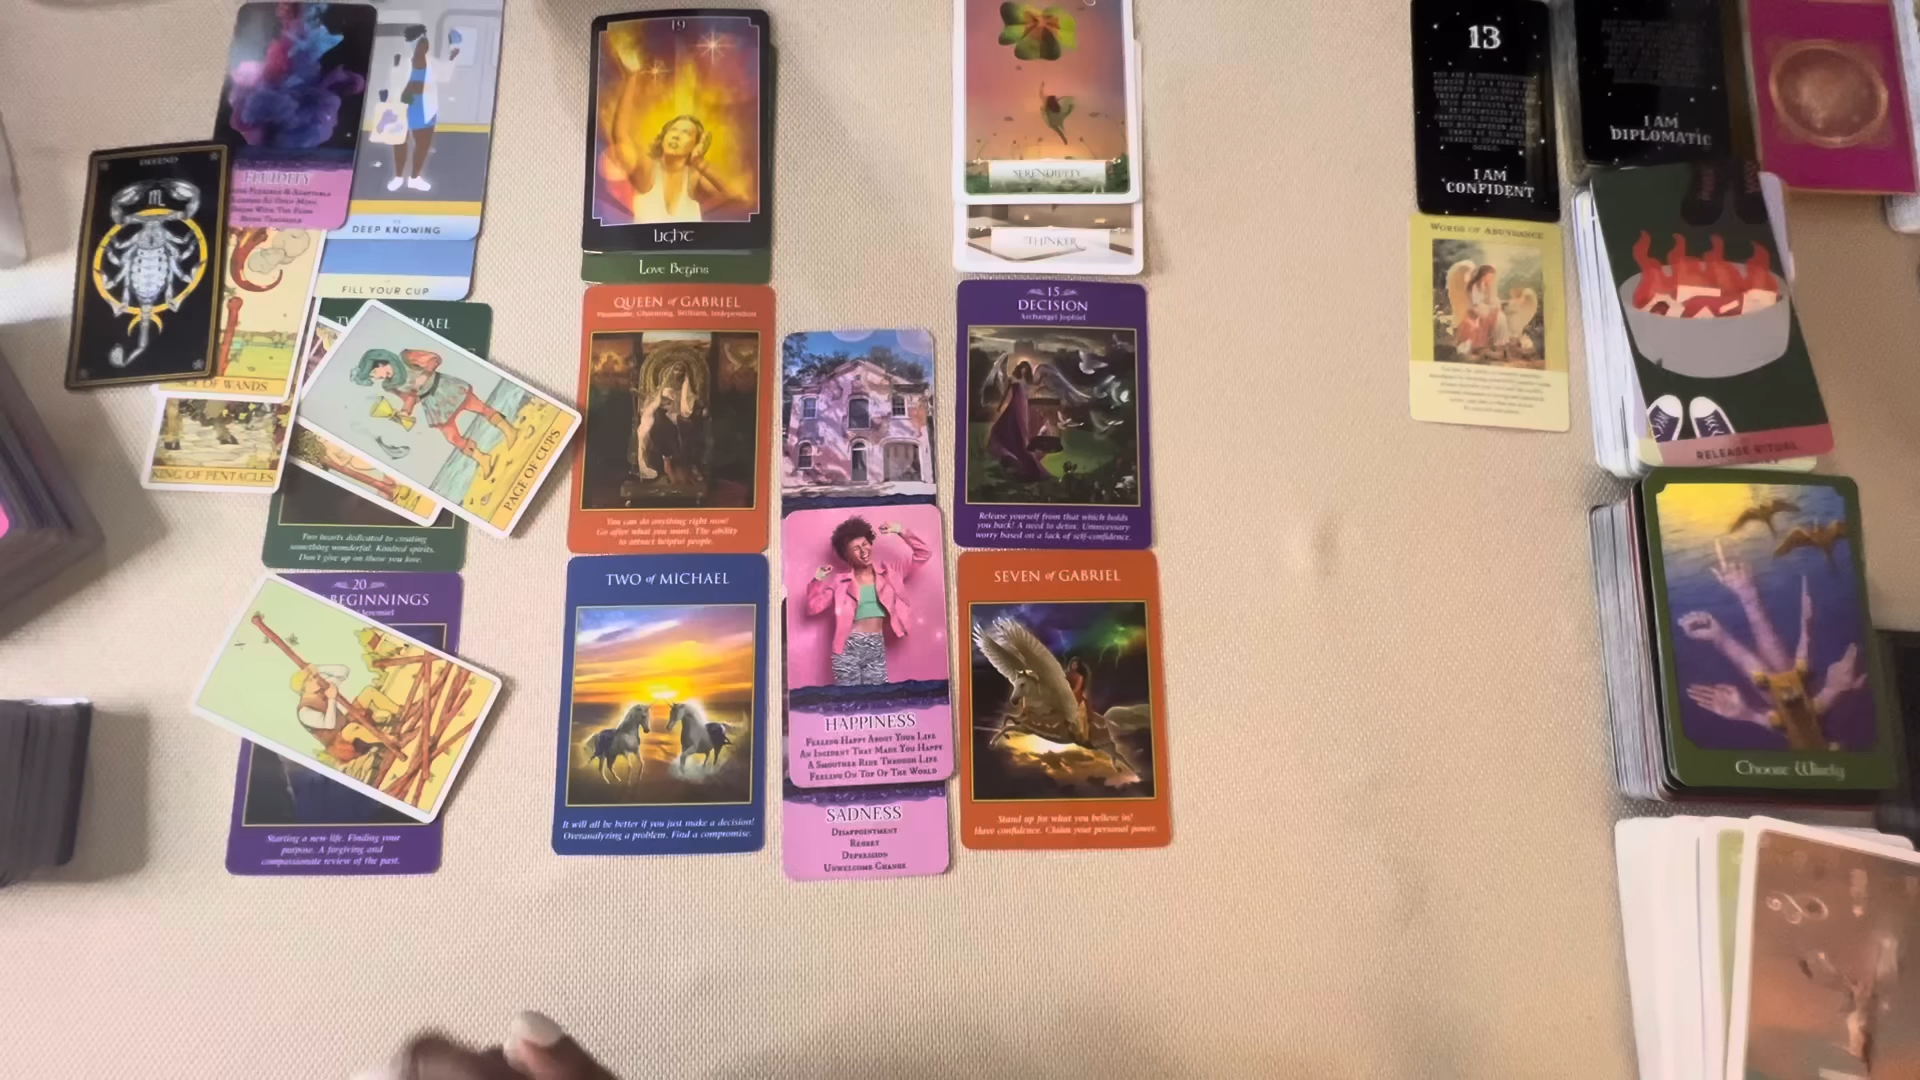 DEFEND
FLUIDITY
DEEP KNOWING
FILL YOUR CUP
OF WANDS
KING OF PENTACLES
MICHAEL
PAGE OF CUPS
Two hearts dedicated to creating
something wonderful. Kindred spirits.
Don't give up on those you love.
20
BEGINNINGS
V
Starting a new life. Finding your
purpose. A forgiving and
compassionate review of the past.
19
Light
Love Begins
QUEEN of GABRIEL
Passionate, Charming, Brilliant, Independent
You can do anything right now!
Go after what you want. The ability
to attract helpful people.
TWO of MICHAEL
It will all be better if you just make a decision!
Overanalyzing a problem. Find a compromise.
HAPPINESS
Feeling Happy About Your Life
An Incident That Made You Happy
A Smoother Ride Through Life
Feeling On Top Of The World
SADNESS
Disappointment
Regret
Depression
Unwelcome Change
SERENDIPITY
THINKER
15
DECISION
Archangel Jophiel
Release yourself from that which holds
you back! A need to detox. Unnecessary
worry based on a lack of self-confidence.
SEVEN of GABRIEL
Stand up for what you believe in!
Have confidence. Claim your personal power.
13
I AM
CONFIDENT
I AM
DIPLOMATIC
Words of Abundance
RELEASE RITUAL
Choose Wisely